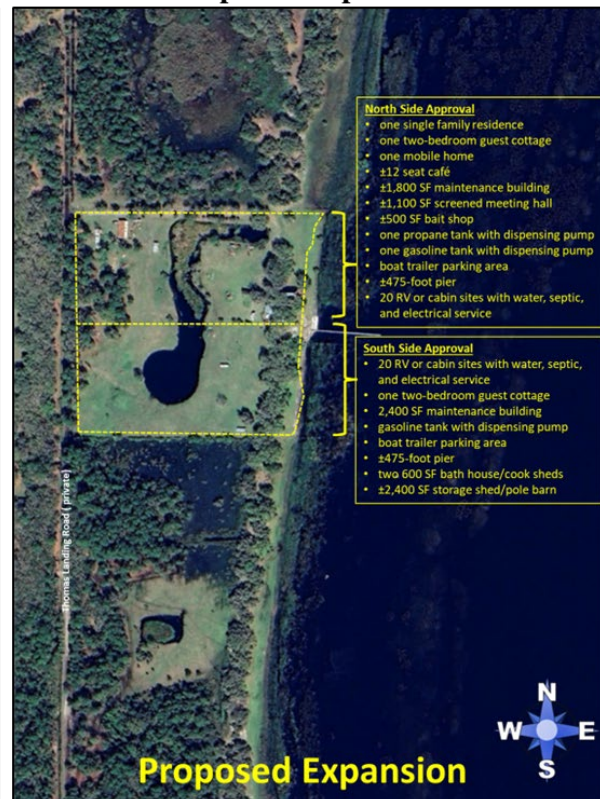 North Side Approval
• one single family residence
• one two-bedroom guest cottage
• one mobile home
• ±12 seat café
• ±1,800 SF maintenance building
• ±1,100 SF screened meeting hall
• ±500 SF bait shop
• one propane tank with dispensing pump
• one gasoline tank with dispensing pump
• boat trailer parking area
• ±475-foot pier
• 20 RV or cabin sites with water, septic,
and electrical service
South Side Approval
• 20 RV or cabin sites with water, septic,
and electrical service
• one two-bedroom guest cottage
• 2,400 SF maintenance building
• gasoline tank with dispensing pump
• boat trailer parking area
• ±475-foot pier
• two 600 SF bath house/cook sheds
• ±2,400 SF storage shed/pole barn
Thomas Landing Road (private)
N
W E
S
Proposed Expansion